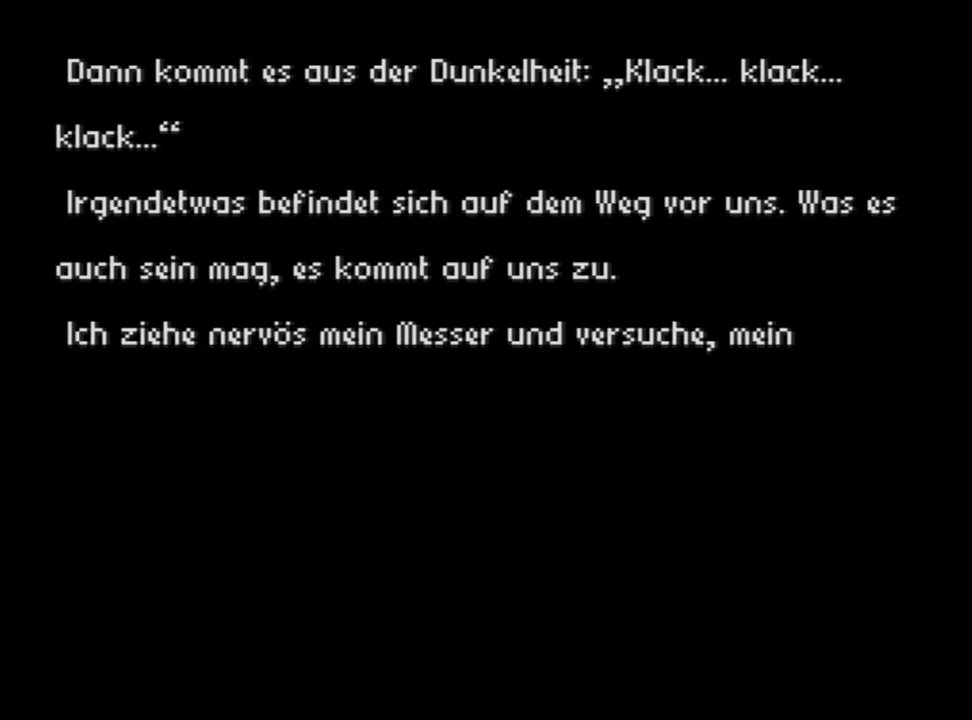 Dann kommt es aus der Dunkelheit: „Klack... klack...
klack...“
Irgendetwas befindet sich auf dem Weg vor uns. Was es
auch sein mag, es kommt auf uns zu.
Ich ziehe nervös mein Messer und versuche, mein